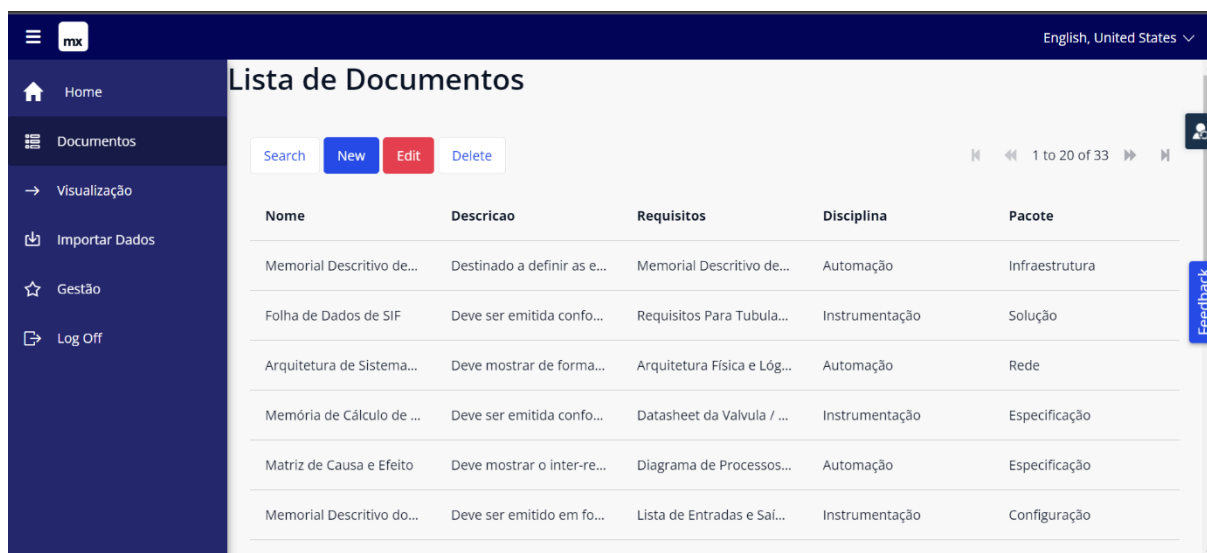 mx
English, United States
Home
Documentos
Visualização
Importar Dados
Gestão
Log Off
Lista de Documentos
Search New Edit Delete
1 to 20 of 33
Nome Descricao Requisitos Disciplina Pacote
Memorial Descritivo de... Destinado a definir as e... Memorial Descritivo de... Automação Infraestrutura
Folha de Dados de SIF Deve ser emitida confo... Requisitos Para Tubula... Instrumentação Solução
Arquitetura de Sistema... Deve mostrar de forma... Arquitetura Física e Lóg... Automação Rede
Memória de Cálculo de ... Deve ser emitida confo... Datasheet da Valvula / ... Instrumentação Especificação
Matriz de Causa e Efeito Deve mostrar o inter-re... Diagrama de Processos... Automação Especificação
Memorial Descritivo do... Deve ser emitido em fo... Lista de Entradas e Saí... Instrumentação Configuração
Feedback